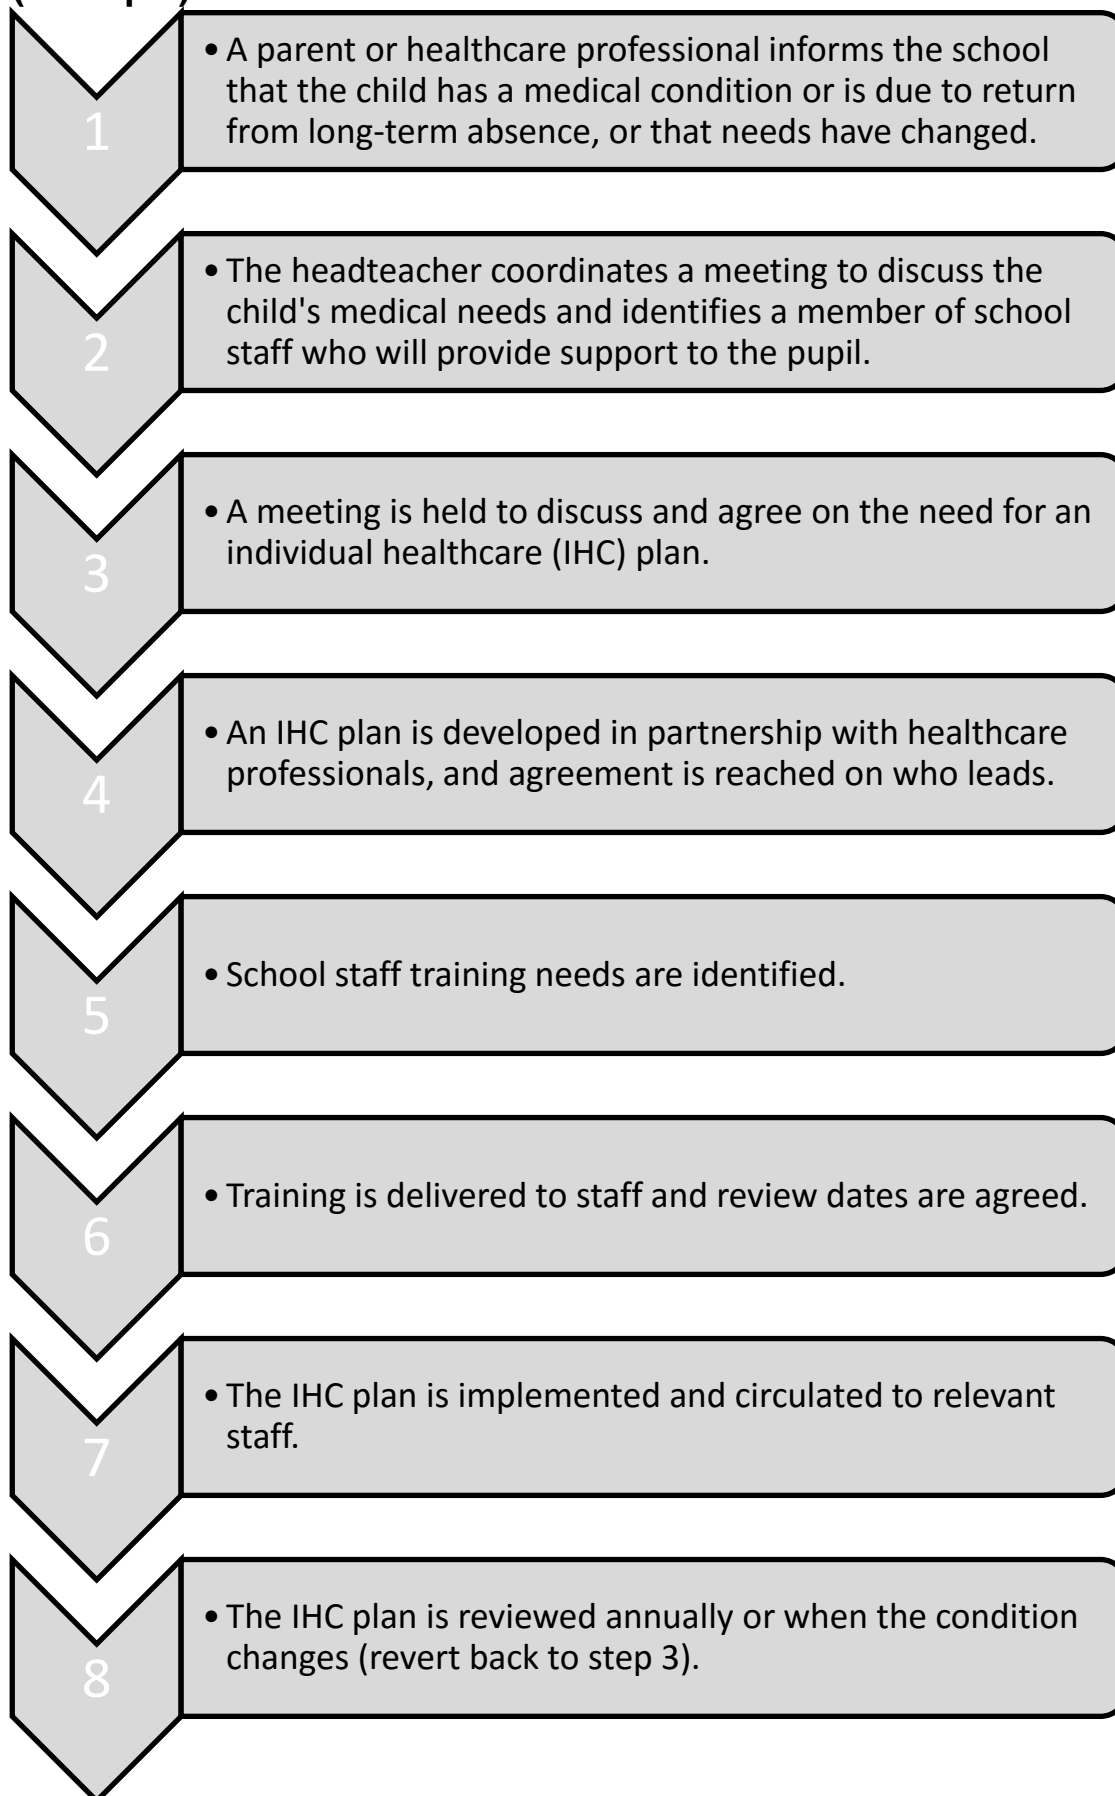 1
• A parent or healthcare professional informs the school
that the child has a medical condition or is due to return
from long-term absence, or that needs have changed.
2
• The headteacher coordinates a meeting to discuss the
child's medical needs and identifies a member of school
staff who will provide support to the pupil.
3
• A meeting is held to discuss and agree on the need for an
individual healthcare (IHC) plan.
4
• An IHC plan is developed in partnership with healthcare
professionals, and agreement is reached on who leads.
5
• School staff training needs are identified.
6
• Training is delivered to staff and review dates are agreed.
7
• The IHC plan is implemented and circulated to relevant
staff.
8
• The IHC plan is reviewed annually or when the condition
changes (revert back to step 3).